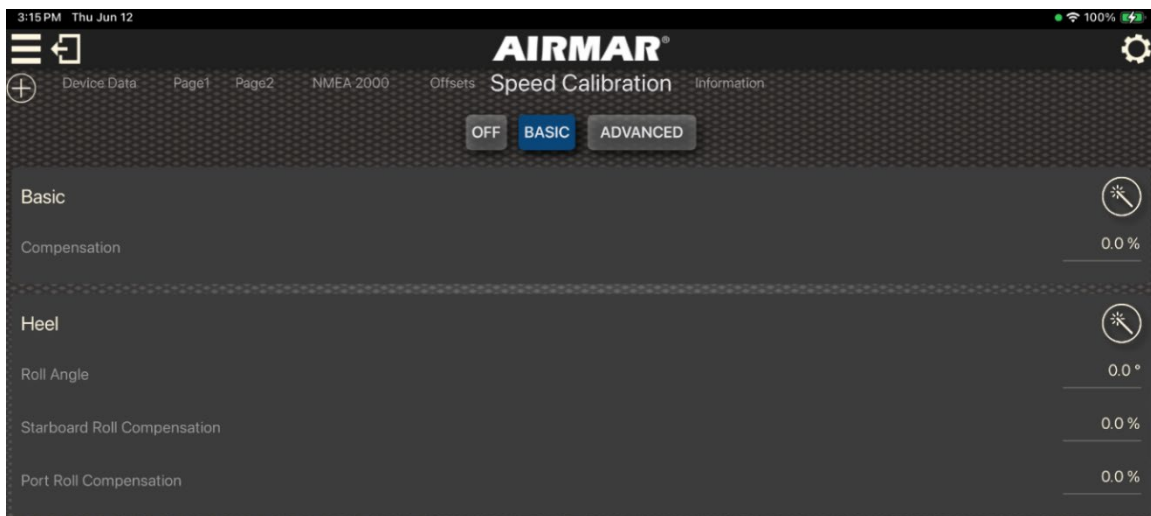 3:15 PM Thu Jun 12 100%
AIRMAR®
Device Data Page1 Page2 NMEA 2000 Offsets Speed Calibration Information
OFF BASIC ADVANCED
Basic
Compensation 0.0 %
Heel
Roll Angle 0.0 °
Starboard Roll Compensation 0.0 %
Port Roll Compensation 0.0 %